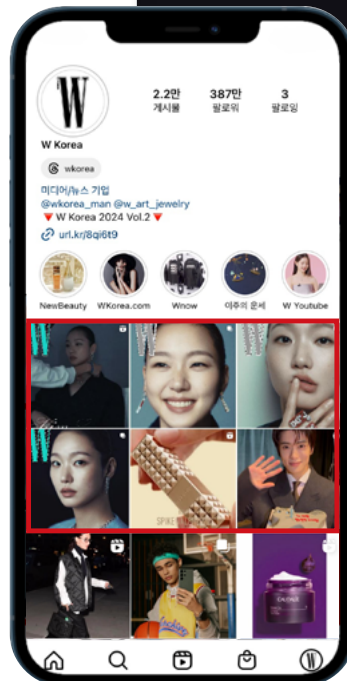 W
2.2만 387만 3
게시물 팔로워 팔로잉
W Korea
wkorea
미디어/뉴스 기업
@wkorea_man @w_art_jewelry
🔻 W Korea 2024 Vol.2 🔻
url.kr/8qi6t9
NewBeauty WKorea.com Wnow 이주의 운세 W Youtube
W W W
W SPIKE
W